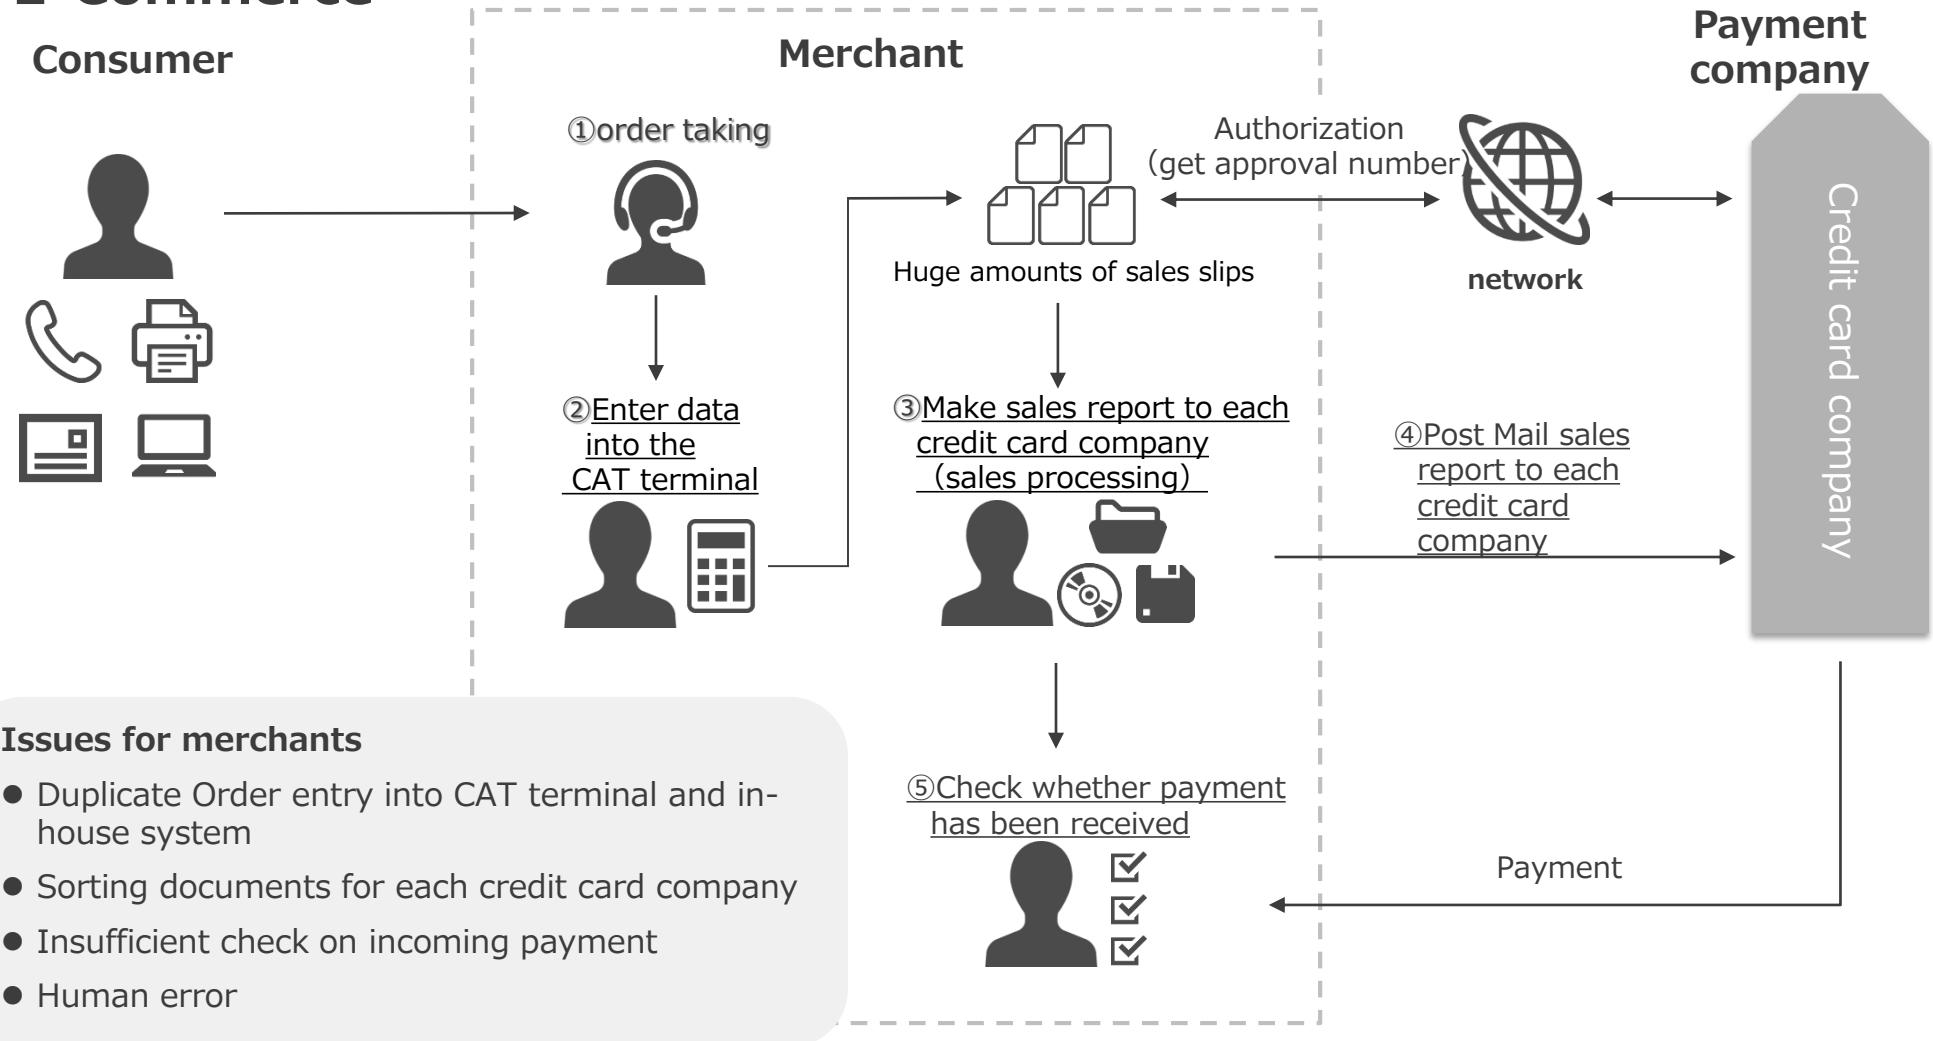 Consumer
Merchant
Payment
company
①order taking
Authorization
（get approval number）
Huge amounts of sales slips
network
Credit card company
②Enter data
into the
CAT terminal
③Make sales report to each
credit card company
（sales processing）
④Post Mail sales
report to each
credit card
company
⑤Check whether payment
has been received
Payment
Issues for merchants
● Duplicate Order entry into CAT terminal and in-
house system
● Sorting documents for each credit card company
● Insufficient check on incoming payment
● Human error